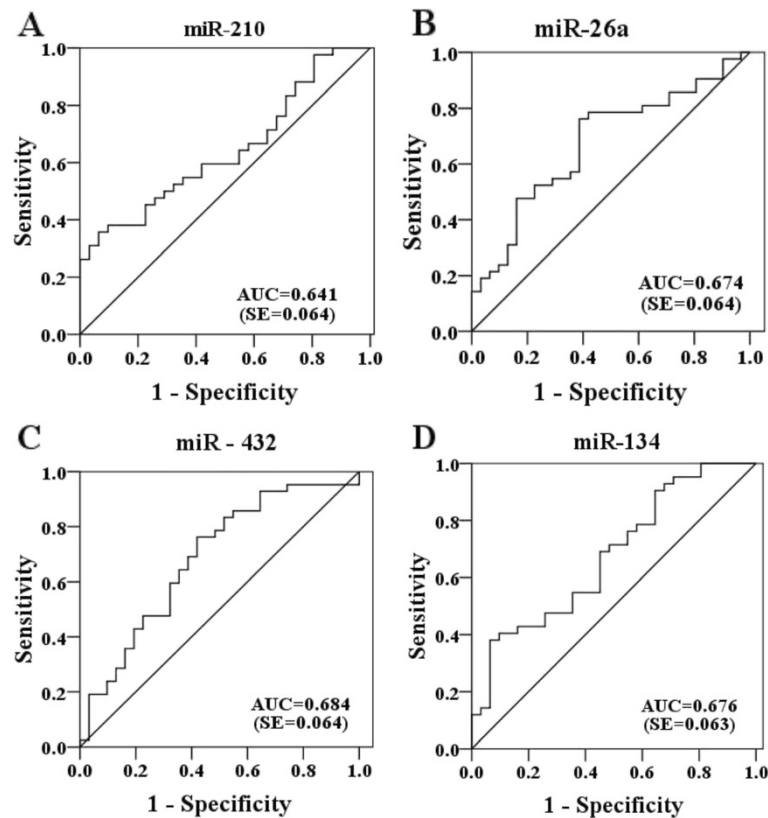 A
miR-210
1.0
0.8
0.6
0.4
0.2
0.0
Sensitivity
AUC=0.641
(SE=0.064)
0.0 0.2 0.4 0.6 0.8 1.0
1 - Specificity
B
miR-26a
1.0
0.8
0.6
0.4
0.2
0.0
Sensitivity
AUC=0.674
(SE=0.064)
0.0 0.2 0.4 0.6 0.8 1.0
1 - Specificity
C
miR - 432
1.0
0.8
0.6
0.4
0.2
0.0
Sensitivity
AUC=0.684
(SE=0.064)
0.0 0.2 0.4 0.6 0.8 1.0
1 - Specificity
D
miR-134
1.0
0.8
0.6
0.4
0.2
0.0
Sensitivity
AUC=0.676
(SE=0.063)
0.0 0.2 0.4 0.6 0.8 1.0
1 - Specificity